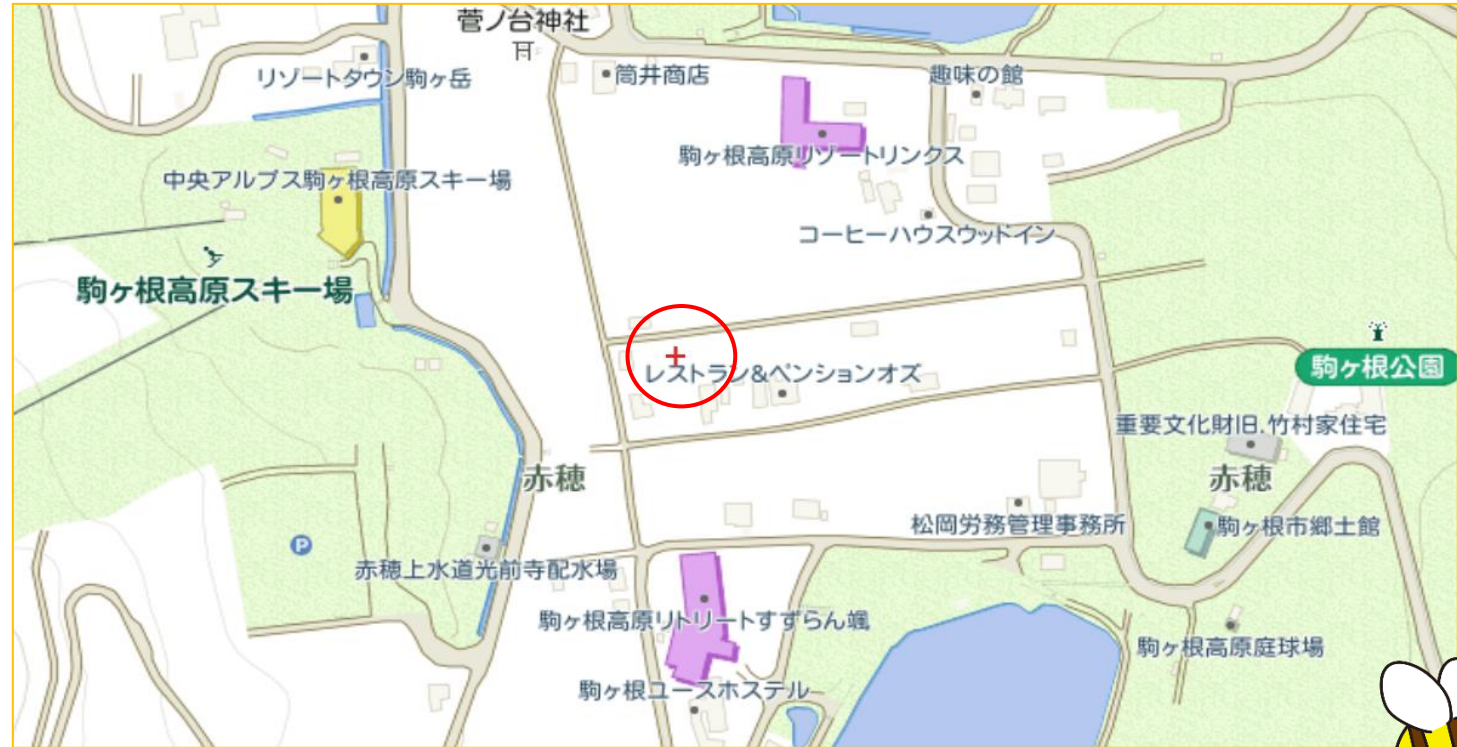 菅ノ台神社
リゾートタウン駒ヶ岳
筒井商店
趣味の館
駒ヶ根高原リゾートリンクス
中央アルプス駒ヶ根高原スキー場
コーヒーハウスウッドイン
駒ヶ根高原スキー場
レストラン&ペンションオズ
駒ヶ根公園
重要文化財旧.竹村家住宅
赤穂
赤穂
松岡労務管理事務所
駒ヶ根市郷土館
P
赤穂上水道光前寺配水場
駒ヶ根高原リトリートすずらん颯
駒ヶ根高原庭球場
駒ヶ根ユースホステル